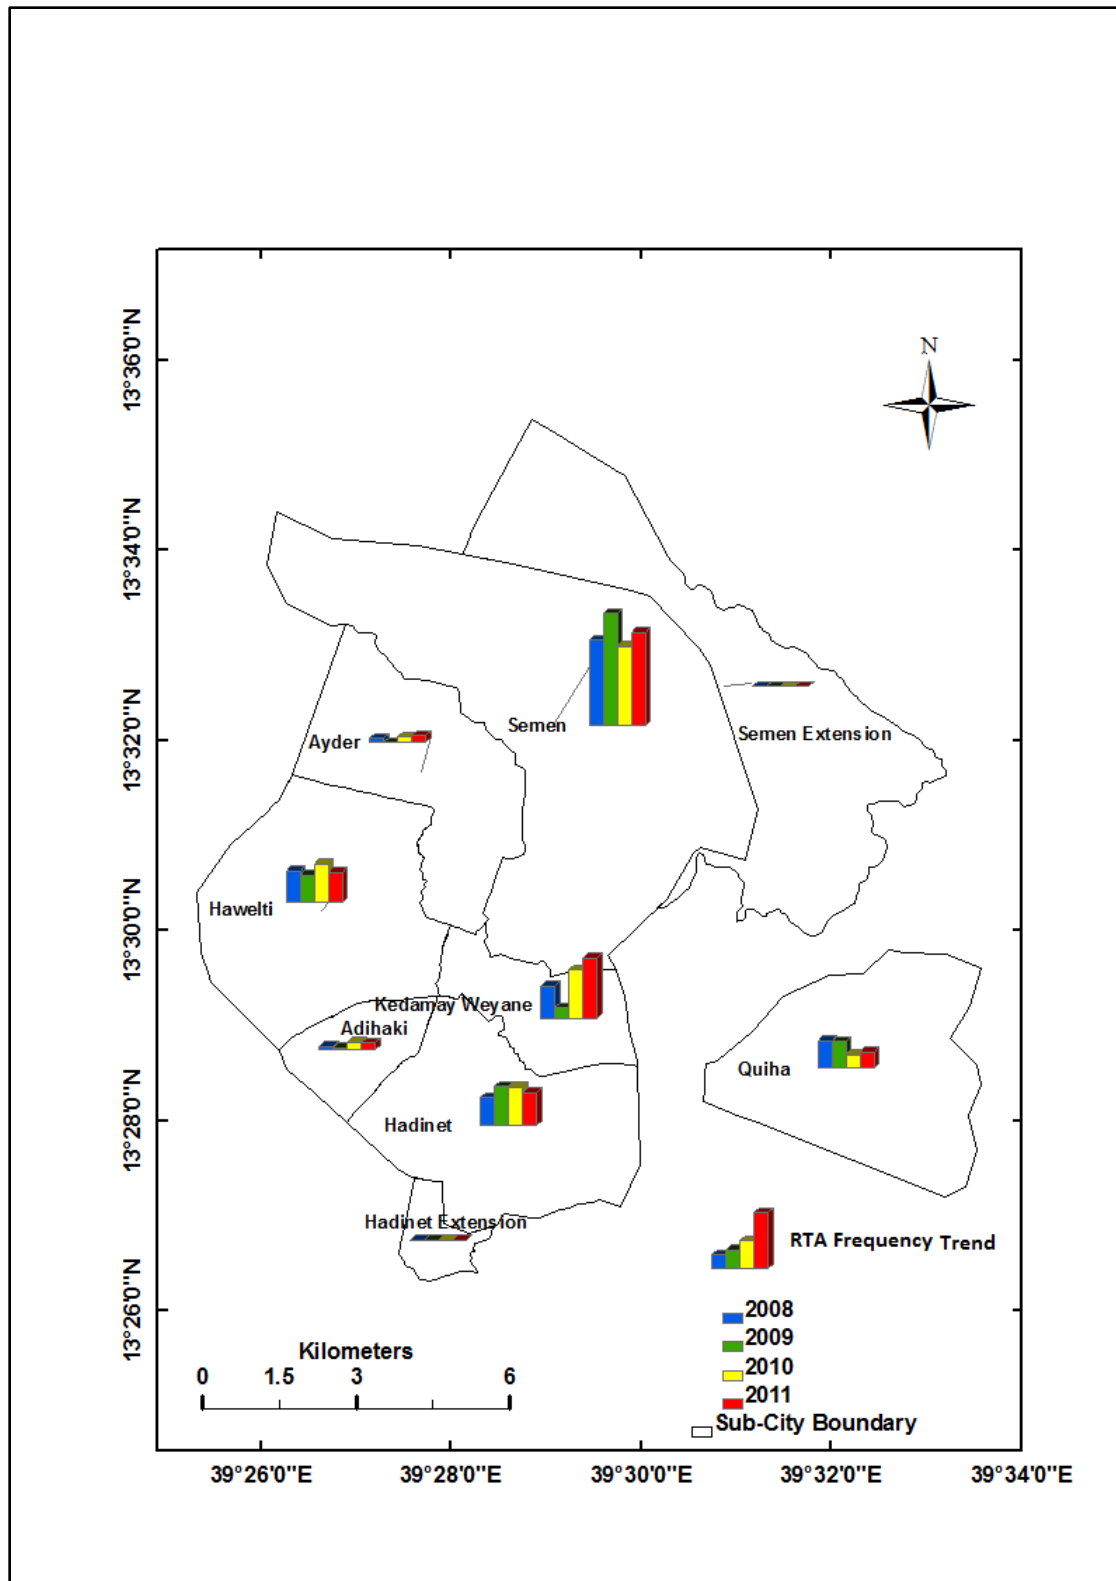 N
13°36'0"N
13°34'0"N
13°32'0"N
13°30'0"N
13°28'0"N
13°26'0"N
Semen
Semen Extension
Ayder
Hawelti
Kedamay Weyane
Adihaki
Quiha
Hadinet
Hadinet Extension
RTA Frequency Trend
2008
2009
2010
2011
Sub-City Boundary
Kilometers
0 1.5 3 6
39°26'0"E 39°28'0"E 39°30'0"E 39°32'0"E 39°34'0"E